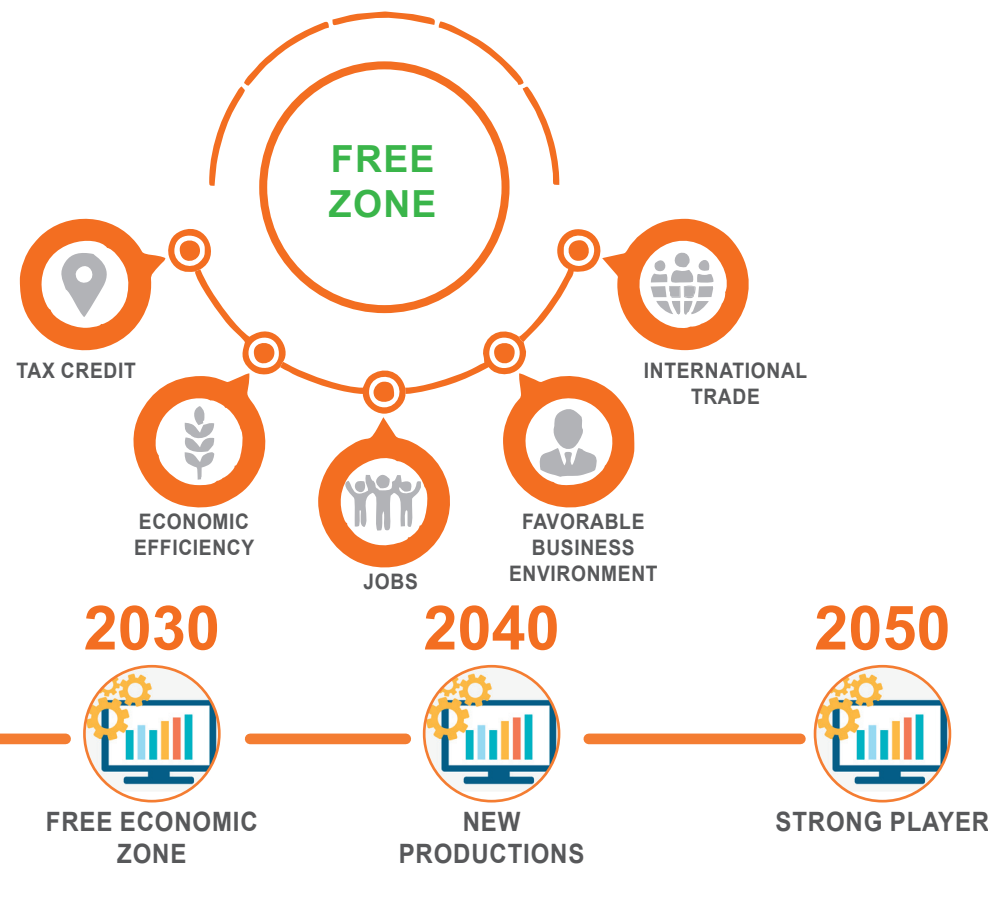 FREE
ZONE
TAX CREDIT
INTERNATIONAL
TRADE
ECONOMIC
EFFICIENCY
FAVORABLE
BUSINESS
ENVIRONMENT
JOBS
2030
2040
2050
FREE ECONOMIC
ZONE
NEW
PRODUCTIONS
STRONG PLAYER